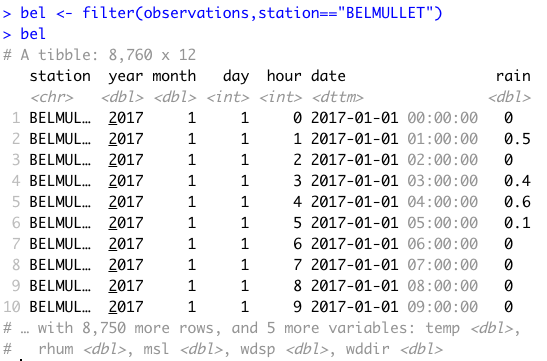 > bel <- filter(observations,station=="BELMULLET")
> bel
# A tibble: 8,760 x 12
station year month day hour date rain
<chr> <dbl> <dbl> <int> <int> <dttm> <dbl>
1 BELMUL… 2017 1 1 0 2017-01-01 00:00:00 0
2 BELMUL… 2017 1 1 1 2017-01-01 01:00:00 0.5
3 BELMUL… 2017 1 1 2 2017-01-01 02:00:00 0
4 BELMUL… 2017 1 1 3 2017-01-01 03:00:00 0.4
5 BELMUL… 2017 1 1 4 2017-01-01 04:00:00 0.6
6 BELMUL… 2017 1 1 5 2017-01-01 05:00:00 0.1
7 BELMUL… 2017 1 1 6 2017-01-01 06:00:00 0
8 BELMUL… 2017 1 1 7 2017-01-01 07:00:00 0
9 BELMUL… 2017 1 1 8 2017-01-01 08:00:00 0
10 BELMUL… 2017 1 1 9 2017-01-01 09:00:00 0
# … with 8,750 more rows, and 5 more variables: temp <dbl>,
# rhum <dbl>, msl <dbl>, wdsp <dbl>, wddir <dbl>